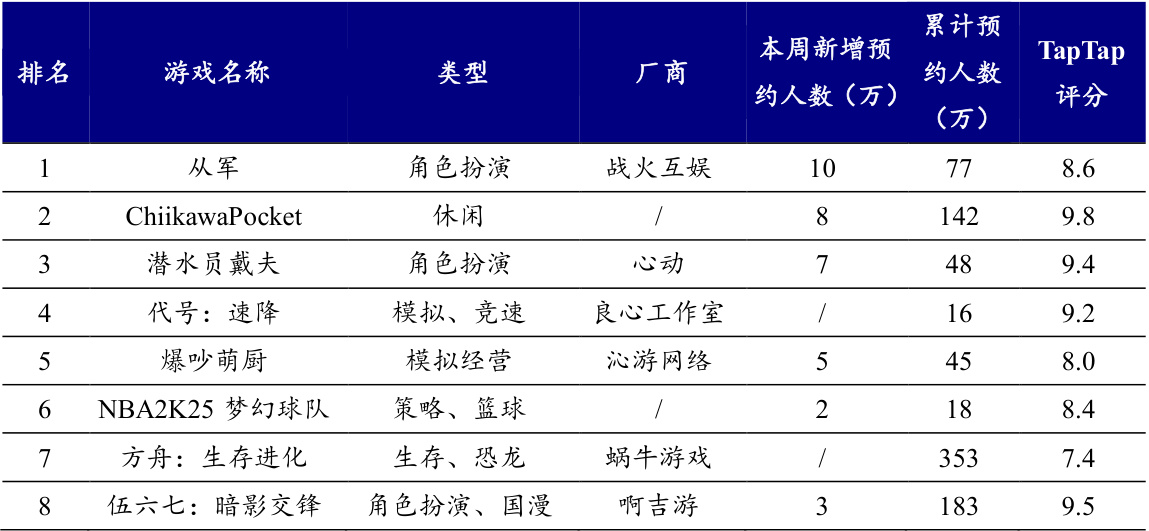 排名 游戏名称 类型 厂商 本周新增预约人数（万） 累计预约人数（万） TapTap评分
1 从军 角色扮演 战火互娱 10 77 8.6
2 ChiikawaPocket 休闲 / 8 142 9.8
3 潜水员戴夫 角色扮演 心动 7 48 9.4
4 代号：速降 模拟、竞速 良心工作室 / 16 9.2
5 爆吵萌厨 模拟经营 沁游网络 5 45 8.0
6 NBA2K25 梦幻球队 策略、篮球 / 2 18 8.4
7 方舟：生存进化 生存、恐龙 蜗牛游戏 / 353 7.4
8 伍六七：暗影交锋 角色扮演、国漫 啊吉游 3 183 9.5